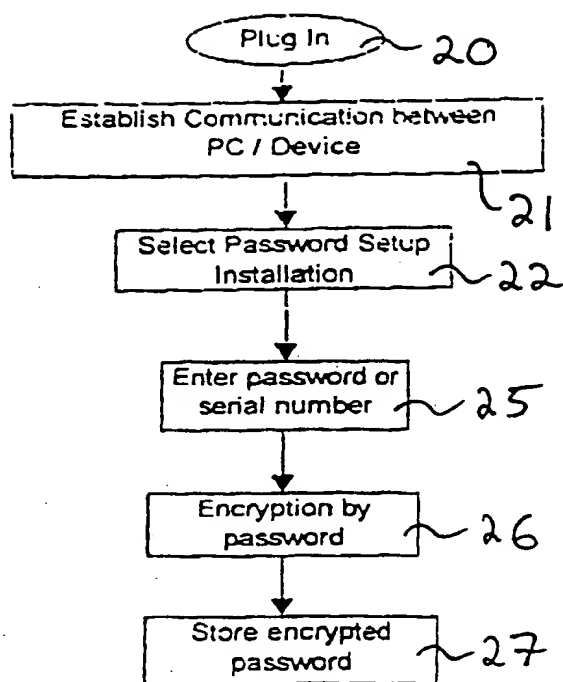 Plug In
20
Establish Communication between
PC / Device
21
Select Password Setup
Installation
22
Enter password or
serial number
25
Encryption by
password
26
Store encrypted
password
27